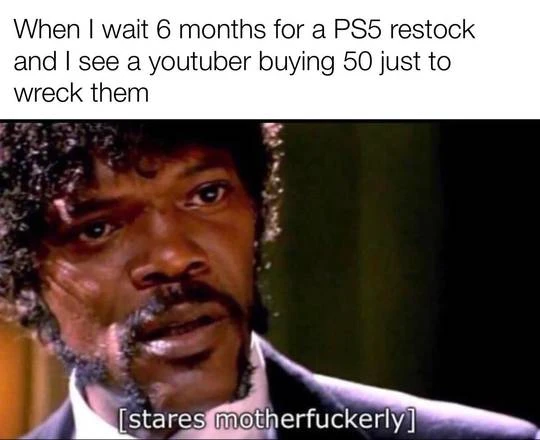 When I wait 6 months for a PS5 restock
and I see a youtuber buying 50 just to
wreck them
[stares motherfuckerly]